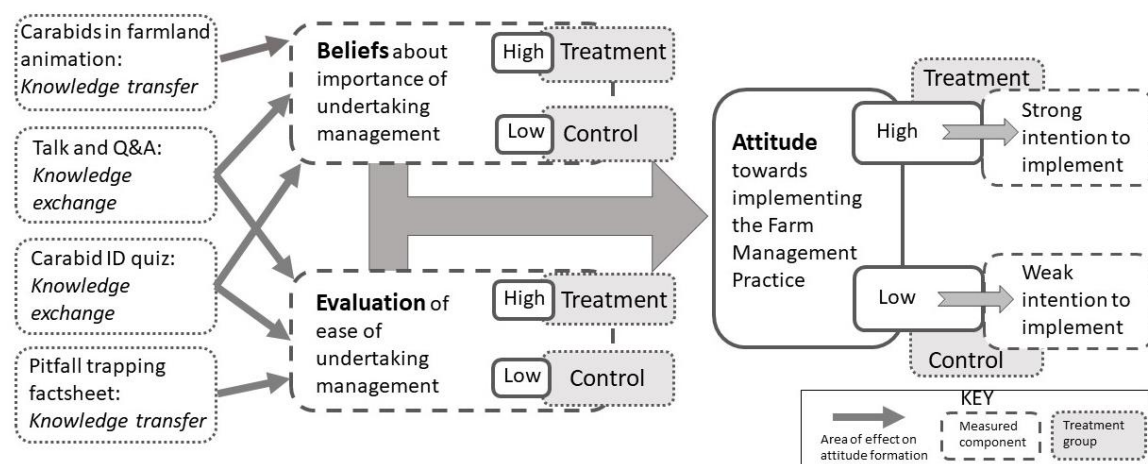 Carabids in farmland
animation:
Knowledge transfer
Talk and Q&A:
Knowledge
exchange
Carabid ID quiz:
Knowledge
exchange
Pitfall trapping
factsheet:
Knowledge transfer
Beliefs about
importance of
undertaking
management
High
Treatment
Low
Control
Evaluation of
ease of
undertaking
management
High
Treatment
Low
Control
Attitude
towards
implementing
the Farm
Management
Practice
Treatment
High
Strong
intention to
implement
Low
Weak
intention to
implement
Control
KEY
Area of effect on
attitude formation
Measured
component
Treatment
group